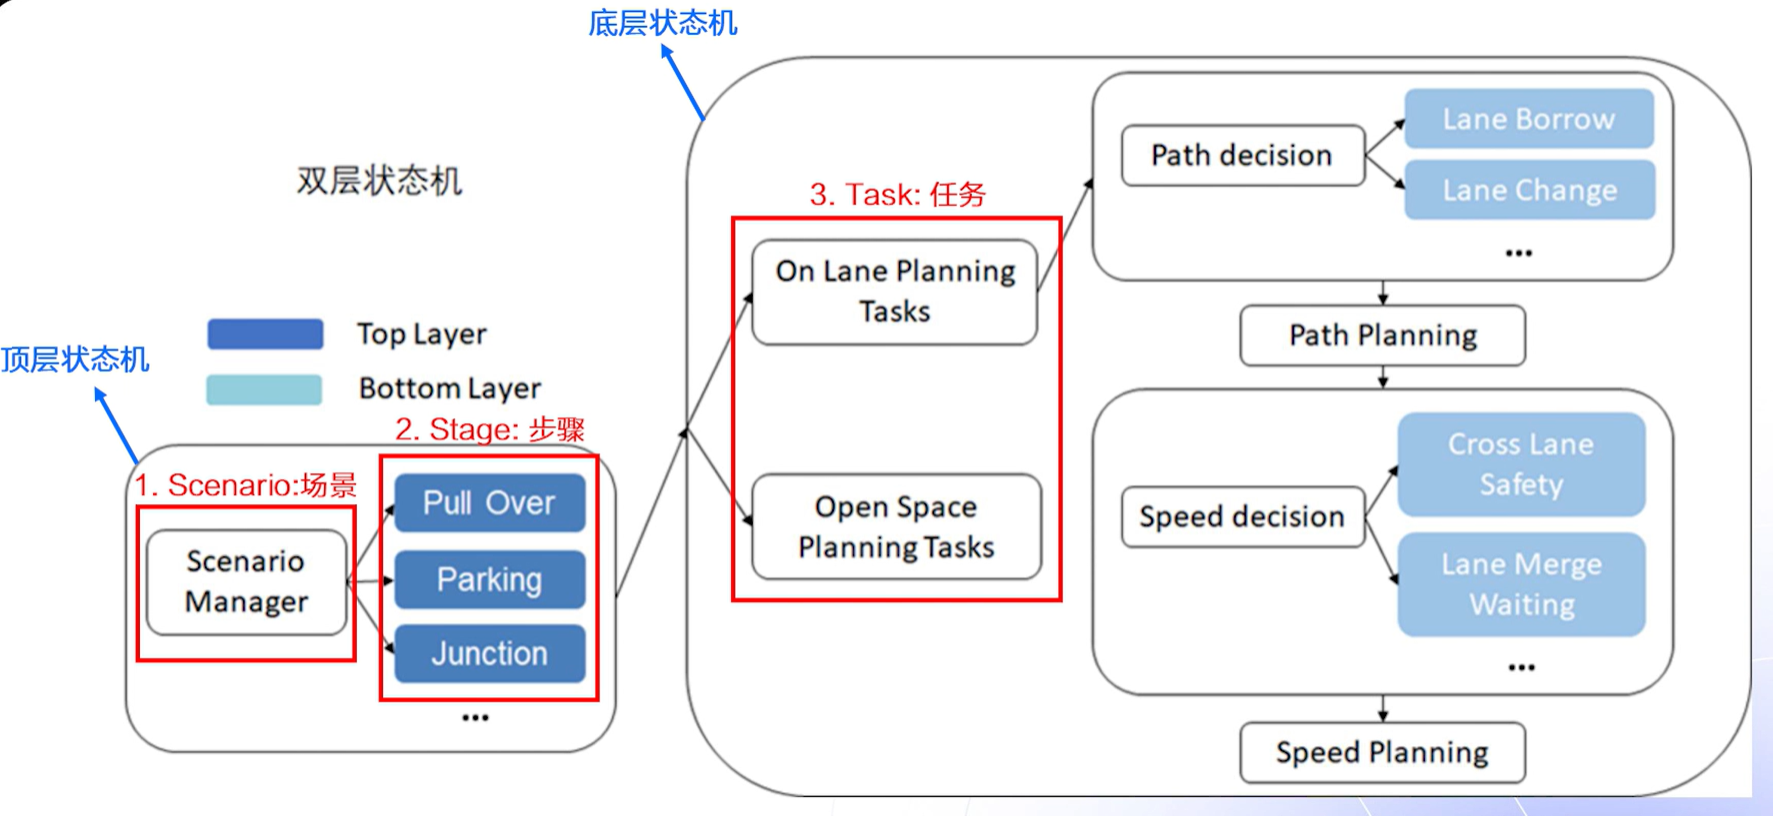 底层状态机
双层状态机
Top Layer
Bottom Layer
顶层状态机
1. Scenario:场景
Scenario
Manager
2. Stage: 步骤
Pull Over
Parking
Junction
...
3. Task: 任务
On Lane Planning
Tasks
Open Space
Planning Tasks
Path decision
Lane Borrow
Lane Change
...
Path Planning
Speed decision
Cross Lane
Safety
Lane Merge
Waiting
...
Speed Planning